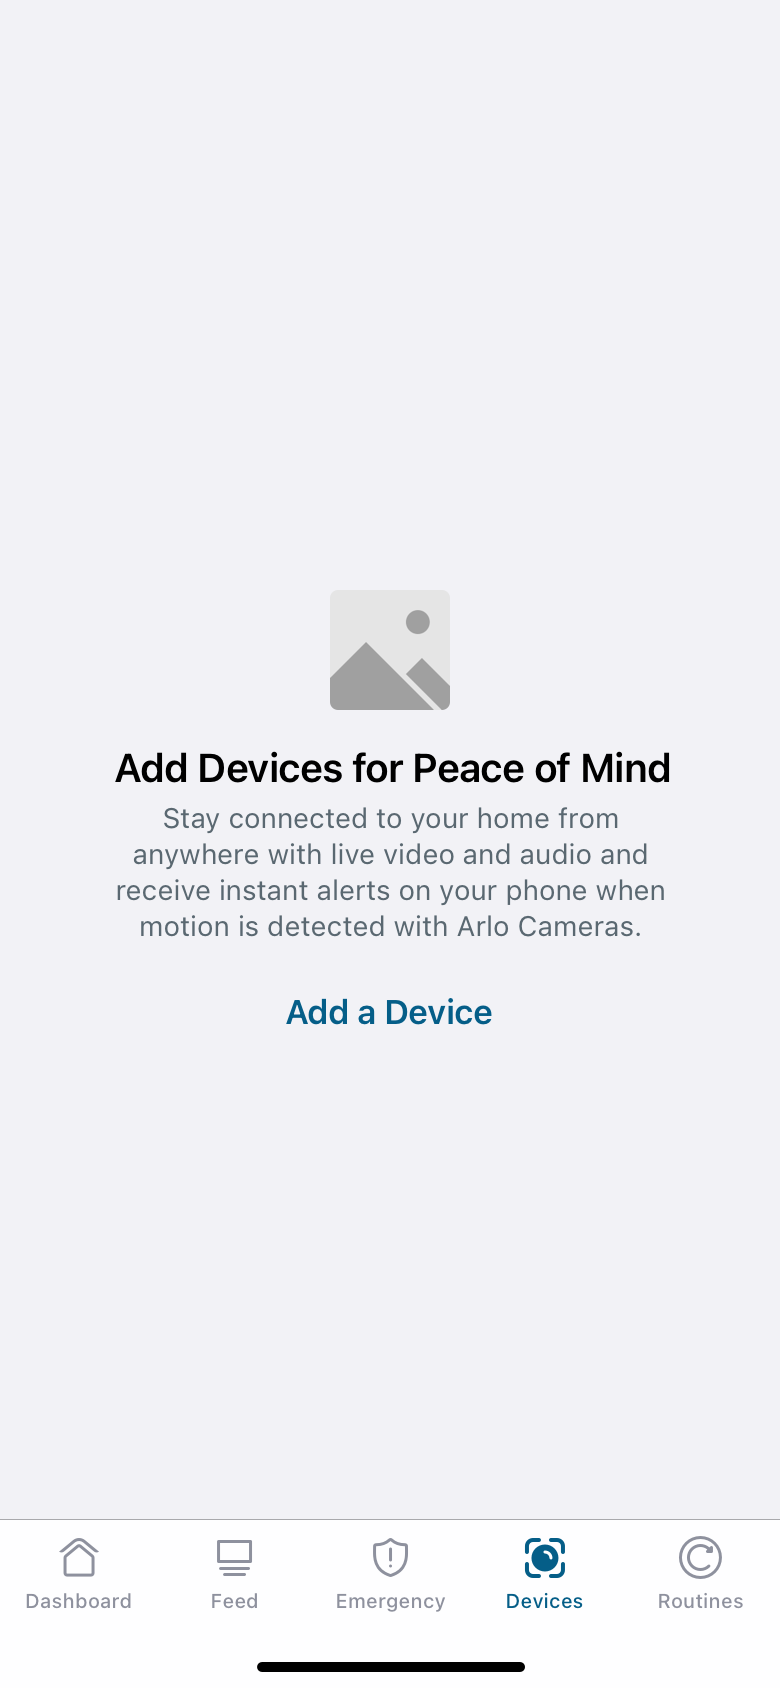 Add Devices for Peace of Mind
Stay connected to your home from
anywhere with live video and audio and
receive instant alerts on your phone when
motion is detected with Arlo Cameras.
Add a Device
Dashboard
Feed
Emergency
Devices
Routines